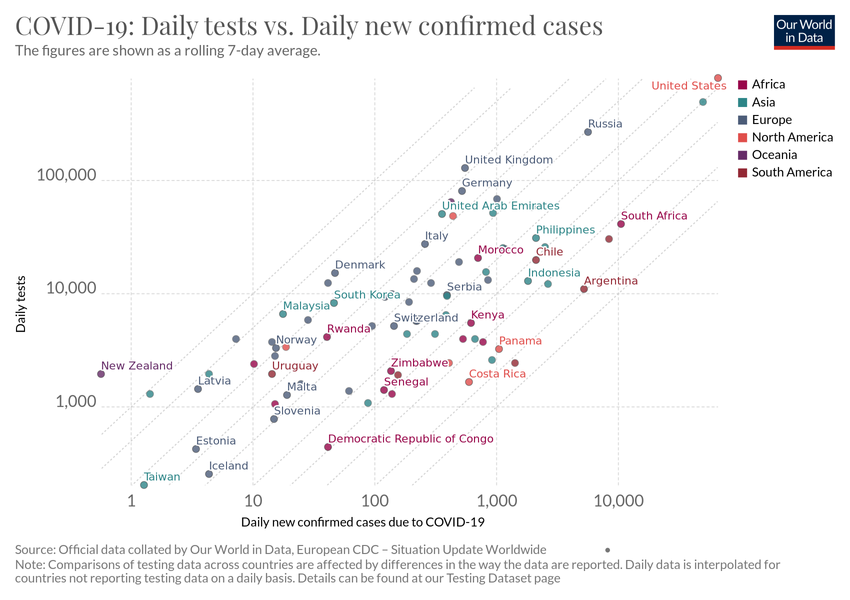 COVID-19: Daily tests vs. Daily new confirmed cases
The figures are shown as a rolling 7-day average.
Our World
in Data
United States
Africa
Asia
Europe
North America
Oceania
South America
Russia
United Kingdom
Germany
100,000
United Arab Emirates
South Africa
Philippines
Italy
Morocco
Chile
Denmark
Indonesia
Argentina
Serbia
10,000
South Korea
Malaysia
Switzerland
Kenya
Rwanda
Norway
Panama
New Zealand
Uruguay
Zimbabwe
Costa Rica
Latvia
Malta
Senegal
1,000
Slovenia
Estonia
Democratic Republic of Congo
Iceland
Taiwan
Daily tests
1
10
100
1,000
10,000
Daily new confirmed cases due to COVID-19
Source: Official data collated by Our World in Data, European CDC – Situation Update Worldwide
Note: Comparisons of testing data across countries are affected by differences in the way the data are reported. Daily data is interpolated for
countries not reporting testing data on a daily basis. Details can be found at our Testing Dataset page